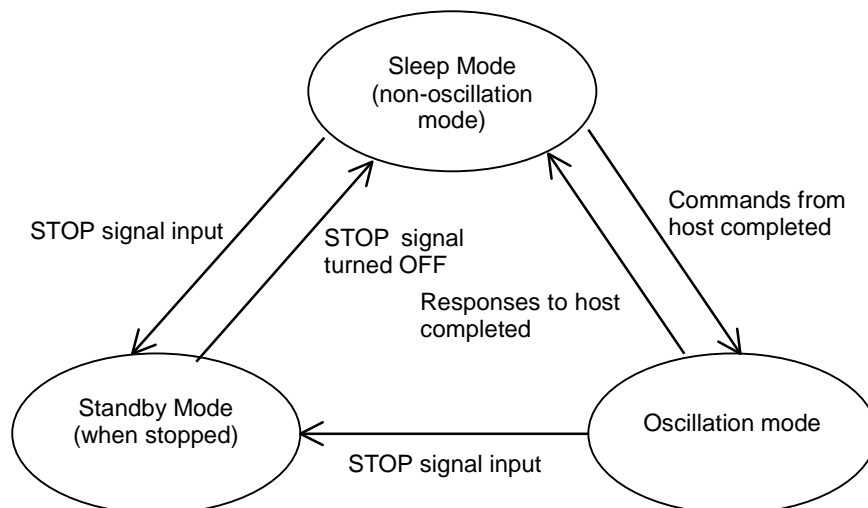 Sleep Mode
(non-oscillation
mode)
STOP signal input
STOP signal
turned OFF
Commands from
host completed
Responses to host
completed
Standby Mode
(when stopped)
Oscillation mode
STOP signal input